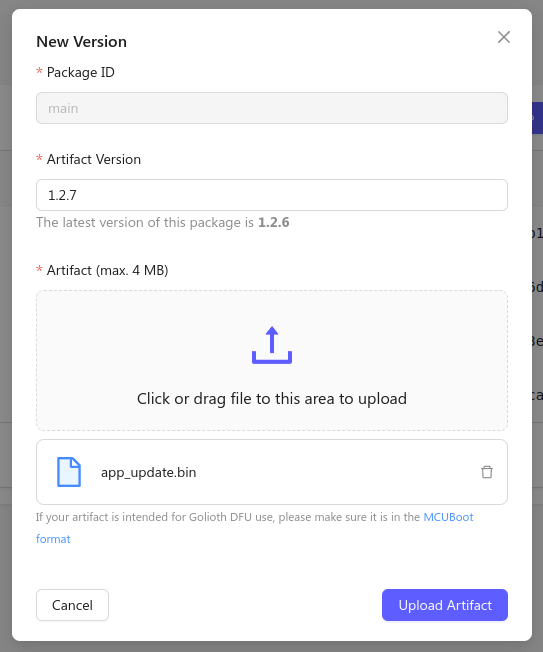 New Version
* Package ID
main
* Artifact Version
1.2.7
The latest version of this package is 1.2.6
* Artifact (max. 4 MB)
Click or drag file to this area to upload
app_update.bin
If your artifact is intended for Golioth DFU use, please make sure it is in the MCUBoot
format
Cancel
Upload Artifact